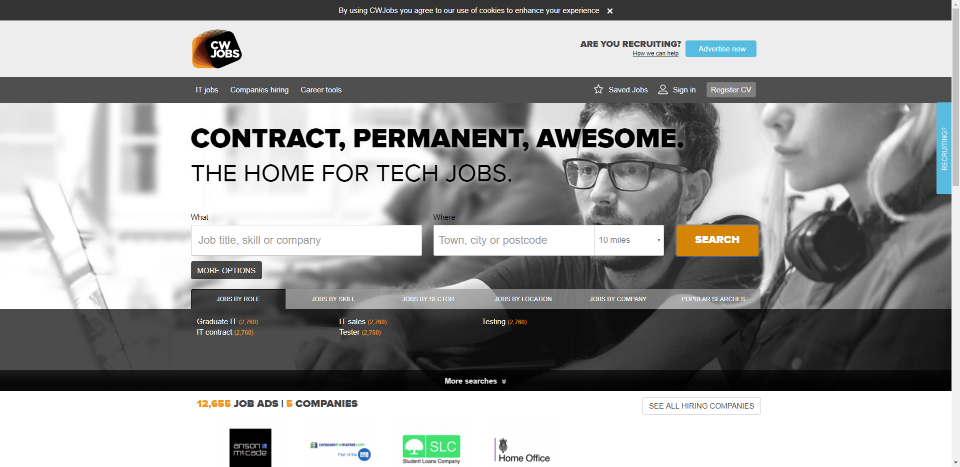 By using CWJobs you agree to our use of cookies to enhance your experience ×
CW
JOBS
ARE YOU RECRUITING?
How we can help
Advertise now
IT jobs Companies hiring Career tools
Saved Jobs Sign in Register CV
RECRUITING?
CONTRACT, PERMANENT, AWESOME.
THE HOME FOR TECH JOBS.
What Where
Job title, skill or company Town, city or postcode 10 miles SEARCH
MORE OPTIONS
JOBS BY ROLE JOBS BY SKILL JOBS BY SECTOR JOBS BY LOCATION JOBS BY COMPANY POPULAR SEARCHES
Graduate IT (2,760) IT sales (2,760) Testing (2,760)
IT contract (2,760) Tester (2,760)
More searches
12,655 JOB ADS | 5 COMPANIES
SEE ALL HIRING COMPANIES
anson
mccade
comparethemarket.com
Part of the BGL
SLC
Student Loans Company
Home Office